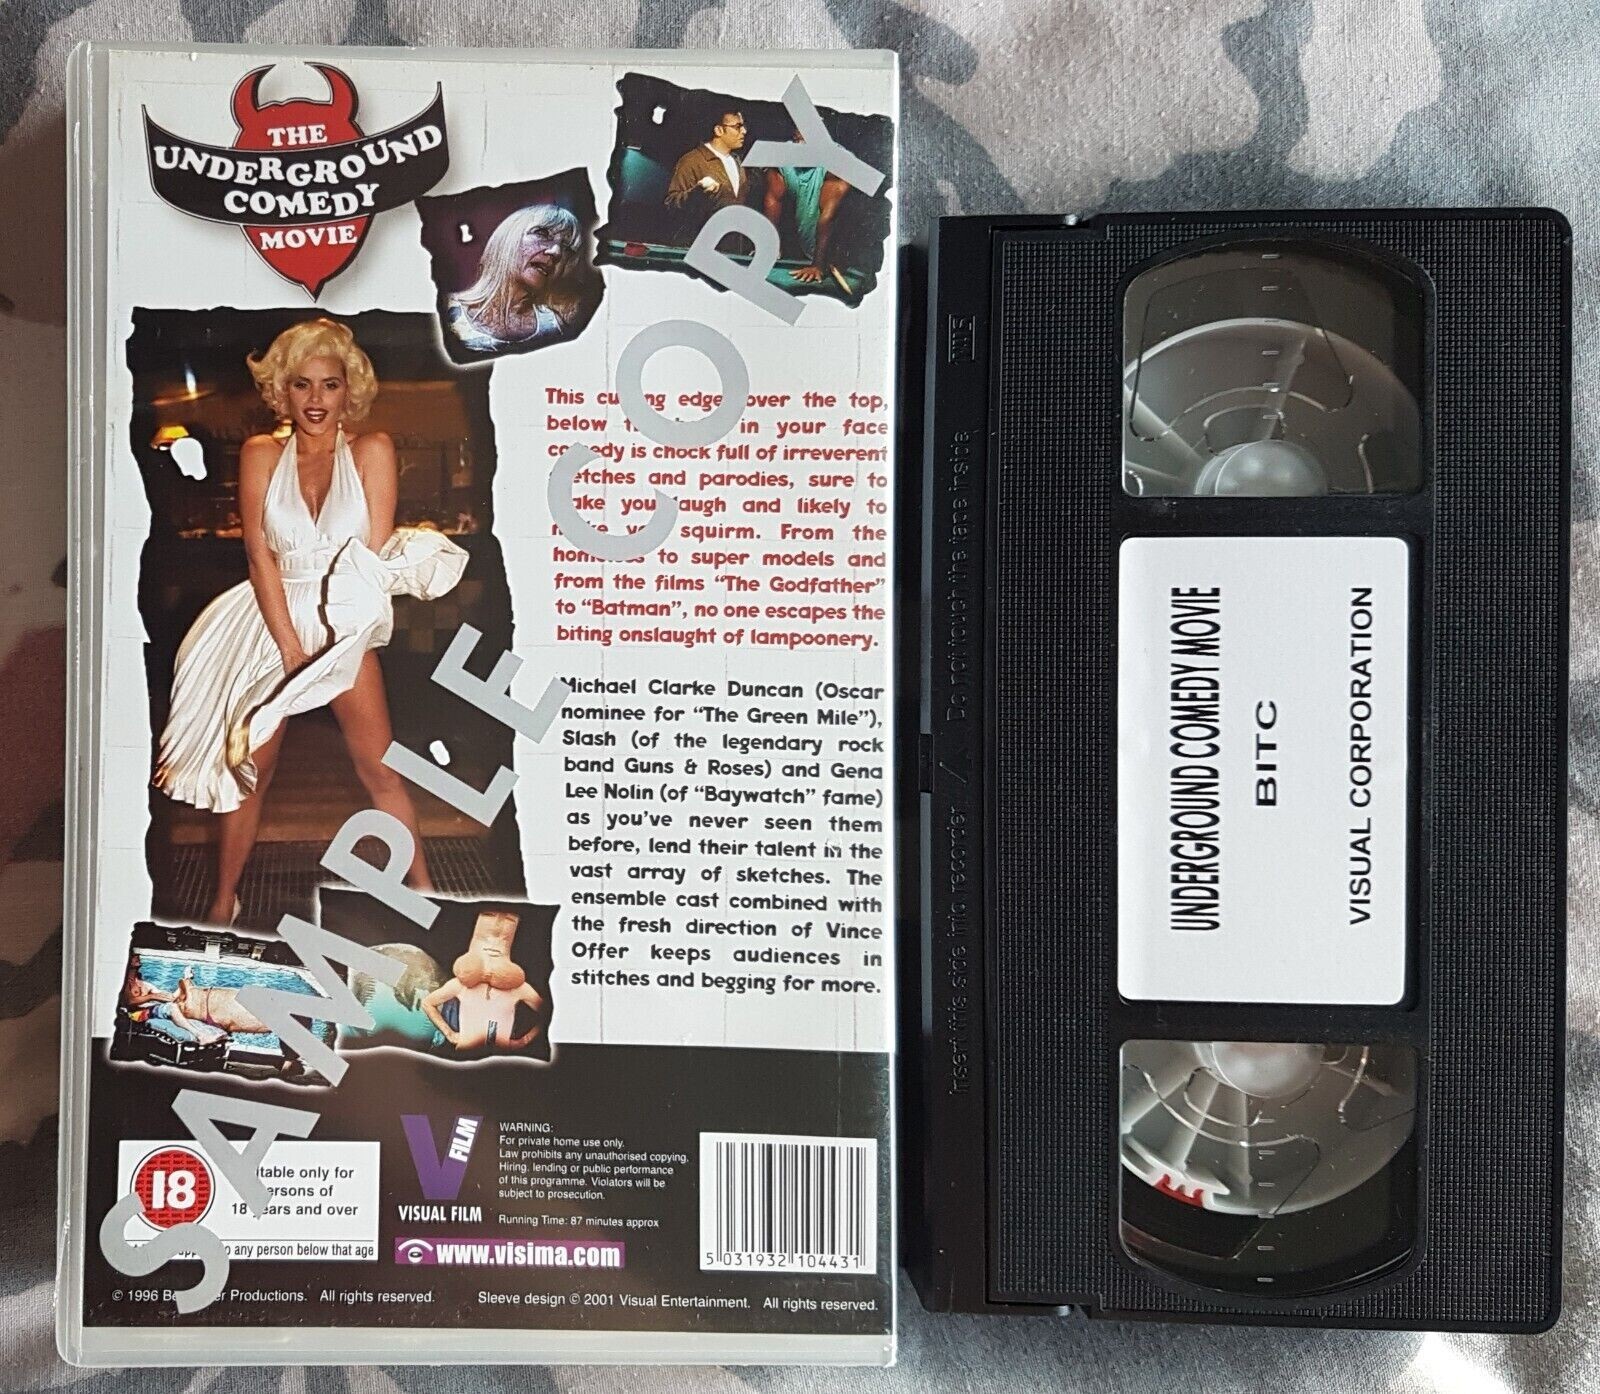 THE
UNDERGROUND
COMEDY
MOVIE
SAMPLE COPY
This edge over the top,
below in your face
is chock full of irreverent
and parodies, sure to
you laugh and likely to
squirm. From the
to super models and
from the films "The Godfather"
to "Batman", no one escapes the
biting onslaught of lampoonery.
Michael Clarke Duncan (Oscar
nominee for "The Green Mile"),
Slash (of the legendary rock
band Guns & Roses) and Gena
Lee Nolin (of "Baywatch" fame)
as you've never seen them
before, lend their talent in the
vast array of sketches. The
ensemble cast combined with
the fresh direction of Vince
Offer keeps audiences in
stitches and begging for more.
18
only for
persons of
18 years and over
to any person below that age
V FILM
VISUAL FILM
www.visima.com
WARNING:
For private home use only.
Law prohibits any unauthorised copying.
Hiring, lending or public performance
of this programme. Violators will be
subject to prosecution.
Running Time: 87 minutes approx
5 031932 104431
© 1996 Productions. All rights reserved.
Sleeve design © 2001 Visual Entertainment. All rights reserved.
VHS
Insert this side into recorder / Do not touch the tape inside
UNDERGROUND COMEDY MOVIE
BITC
VISUAL CORPORATION